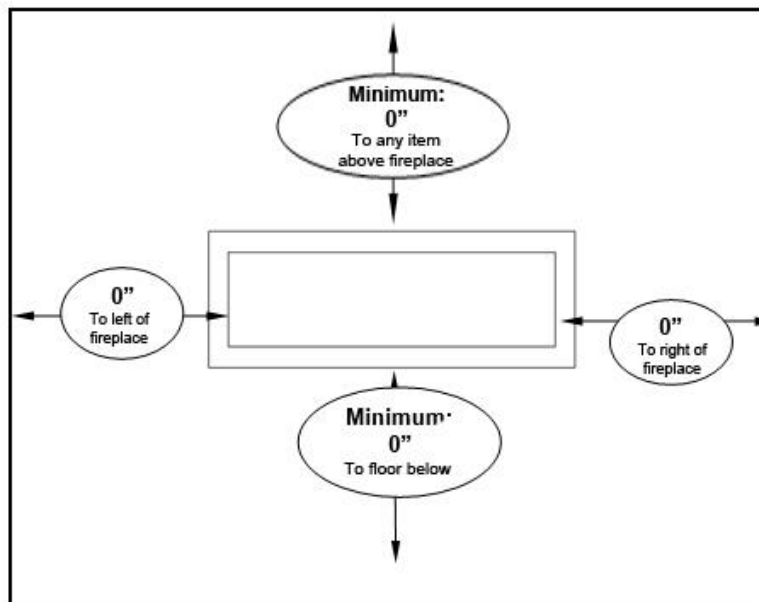 Minimum:
0”
To any item
above fireplace
0”
To left of
fireplace
0”
To right of
fireplace
Minimum:
0”
To floor below